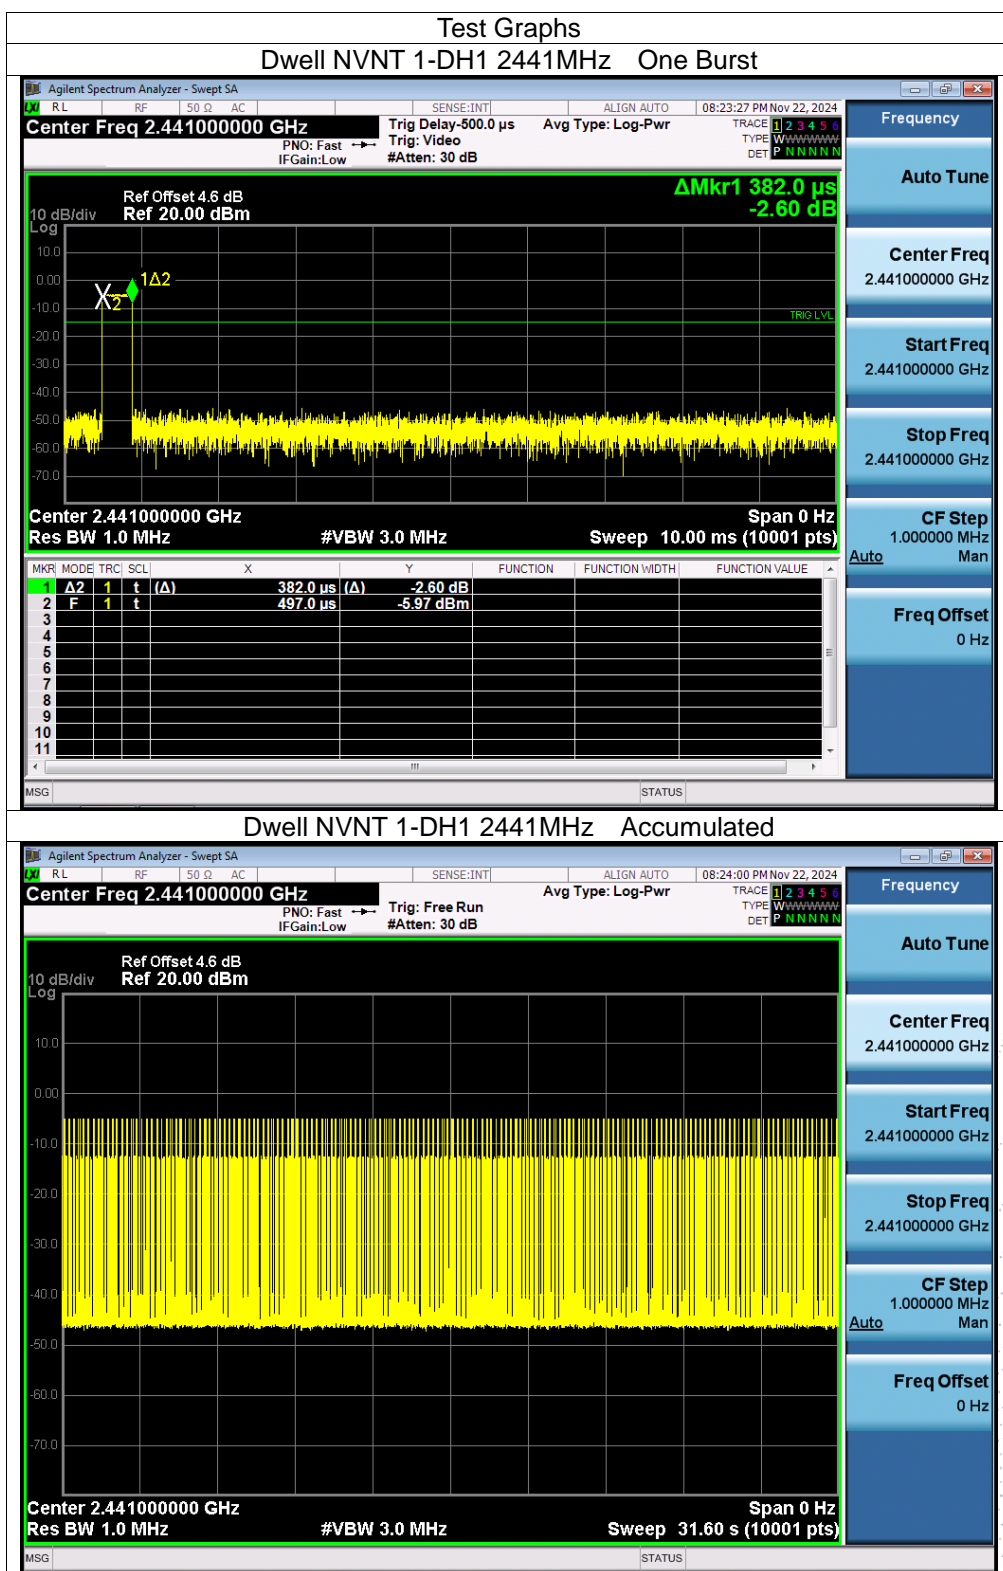 Test Graphs
Dwell NVNT 1-DH1 2441MHz One Burst
Agilent Spectrum Analyzer - Swept SA
LXI RL RF 50 Ω AC SENSE:INT ALIGN AUTO 08:23:27 PM Nov 22, 2024
Center Freq 2.441000000 GHz
PNO: Fast
IFGain:Low
Trig Delay-500.0 µs
Trig: Video
#Atten: 30 dB
Avg Type: Log-Pwr
TRACE 1 2 3 4 5 6
TYPE WWWWWW
DET P N N N N N
Frequency
Auto Tune
Center Freq
2.441000000 GHz
Start Freq
2.441000000 GHz
Stop Freq
2.441000000 GHz
CF Step
1.000000 MHz
Auto Man
Freq Offset
0 Hz
ΔMkr1 382.0 µs
-2.60 dB
Ref Offset 4.6 dB
10 dB/div Ref 20.00 dBm
Log
10.0
0.00
-10.0
-20.0
-30.0
-40.0
-50.0
-60.0
-70.0
1Δ2
X2
TRIG LVL
Center 2.441000000 GHz Span 0 Hz
Res BW 1.0 MHz #VBW 3.0 MHz Sweep 10.00 ms (10001 pts)
MKR MODE TRC SCL X Y FUNCTION FUNCTION WIDTH FUNCTION VALUE
1 Δ2 1 t (Δ) 382.0 µs (Δ) -2.60 dB
2 F 1 t 497.0 µs -5.97 dBm
3
4
5
6
7
8
9
10
11
MSG STATUS
Dwell NVNT 1-DH1 2441MHz Accumulated
Agilent Spectrum Analyzer - Swept SA
LXI RL RF 50 Ω AC SENSE:INT ALIGN AUTO 08:24:00 PM Nov 22, 2024
Center Freq 2.441000000 GHz
PNO: Fast
IFGain:Low
Trig: Free Run
#Atten: 30 dB
Avg Type: Log-Pwr
TRACE 1 2 3 4 5 6
TYPE WWWWWW
DET P N N N N N
Frequency
Auto Tune
Center Freq
2.441000000 GHz
Start Freq
2.441000000 GHz
Stop Freq
2.441000000 GHz
CF Step
1.000000 MHz
Auto Man
Freq Offset
0 Hz
Ref Offset 4.6 dB
10 dB/div Ref 20.00 dBm
Log
10.0
0.00
-10.0
-20.0
-30.0
-40.0
-50.0
-60.0
-70.0
Center 2.441000000 GHz Span 0 Hz
Res BW 1.0 MHz #VBW 3.0 MHz Sweep 31.60 s (10001 pts)
MSG STATUS